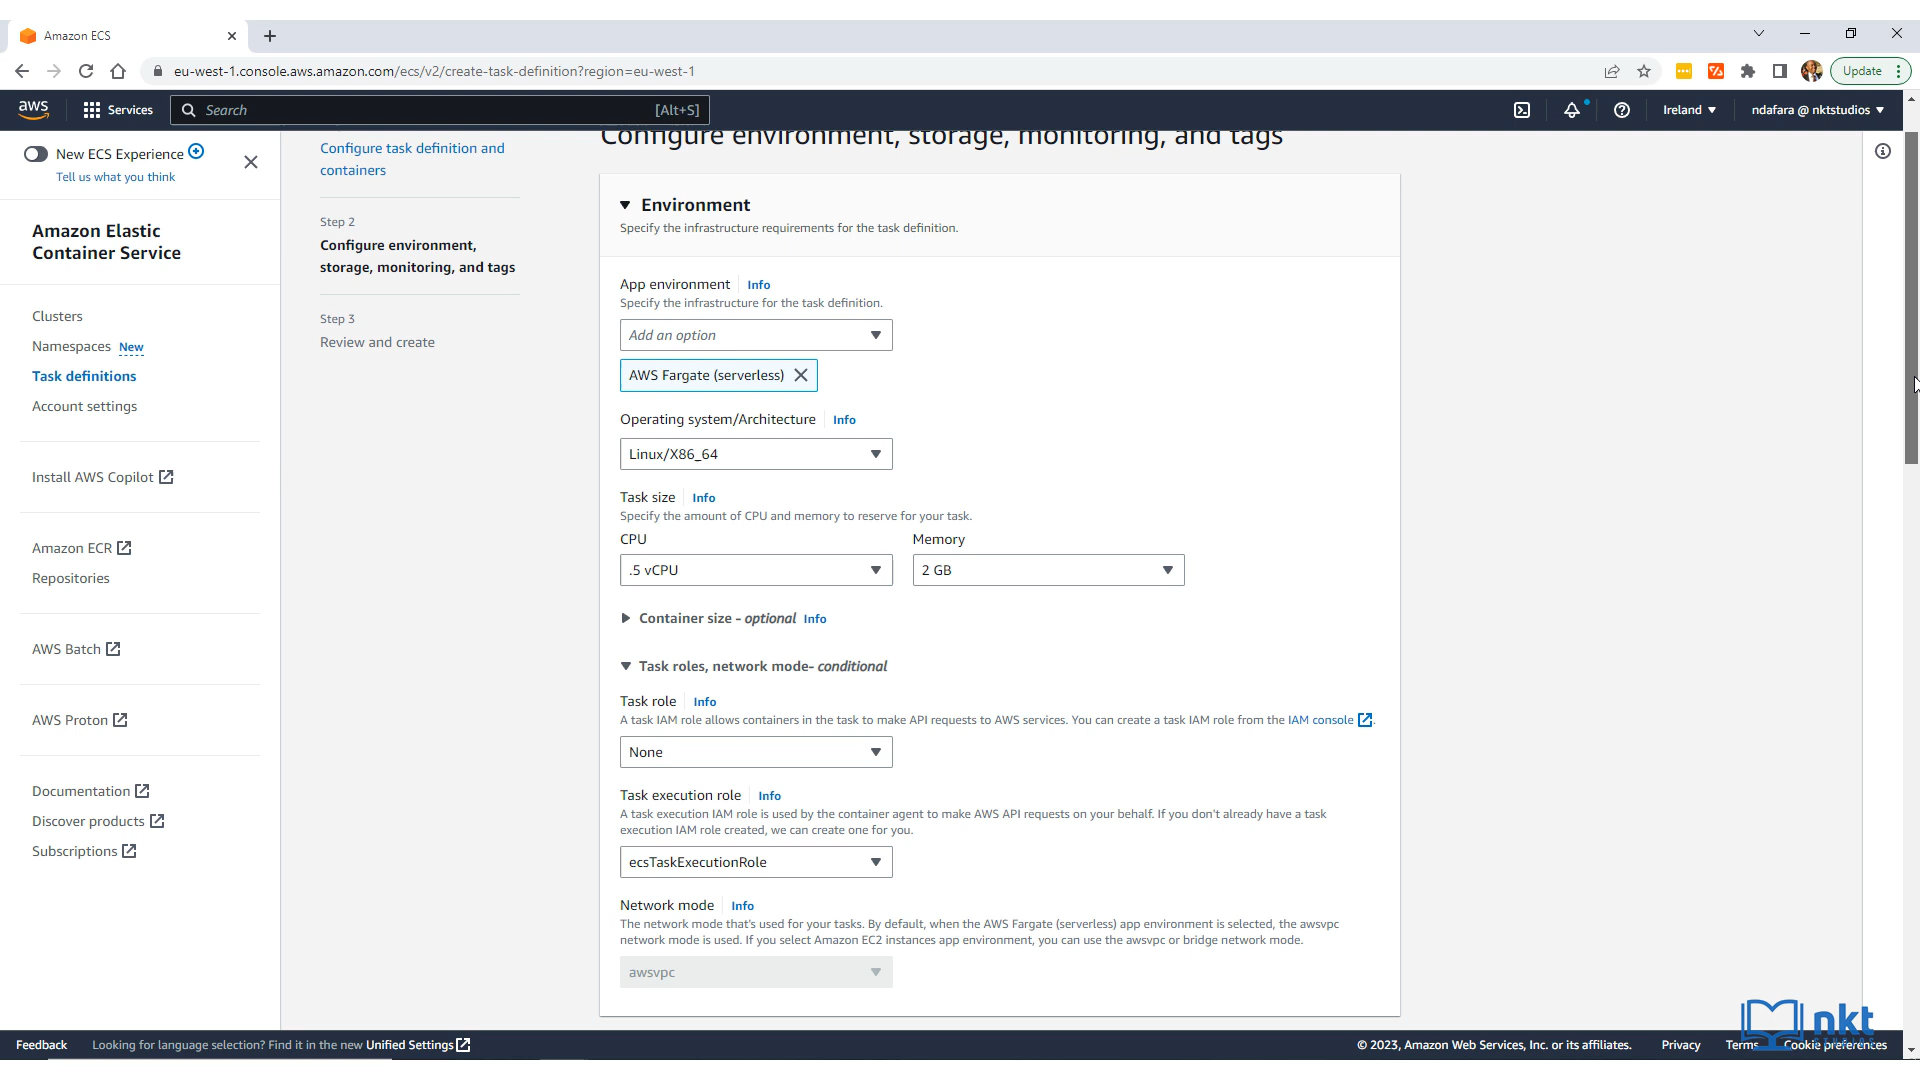 Amazon ECS
eu-west-1.console.aws.amazon.com/ecs/v2/create-task-definition?region=eu-west-1
Update
aws
Services
Search
[Alt+S]
Ireland
ndafara @ nktstudios
New ECS Experience
Tell us what you think
Amazon Elastic
Container Service
Clusters
Namespaces New
Task definitions
Account settings
Install AWS Copilot
Amazon ECR
Repositories
AWS Batch
AWS Proton
Documentation
Discover products
Subscriptions
Configure task definition and
containers
Step 2
Configure environment,
storage, monitoring, and tags
Step 3
Review and create
Configure environment, storage, monitoring, and tags
Environment
Specify the infrastructure requirements for the task definition.
App environment Info
Specify the infrastructure for the task definition.
Add an option
AWS Fargate (serverless)
Operating system/Architecture Info
Linux/X86_64
Task size Info
Specify the amount of CPU and memory to reserve for your task.
CPU Memory
.5 vCPU 2 GB
Container size - optional Info
Task roles, network mode- conditional
Task role Info
A task IAM role allows containers in the task to make API requests to AWS services. You can create a task IAM role from the IAM console.
None
Task execution role Info
A task execution IAM role is used by the container agent to make AWS API requests on your behalf. If you don't already have a task
execution IAM role created, we can create one for you.
ecsTaskExecutionRole
Network mode Info
The network mode that's used for your tasks. By default, when the AWS Fargate (serverless) app environment is selected, the awsvpc
network mode is used. If you select Amazon EC2 instances app environment, you can use the awsvpc or bridge network mode.
awsvpc
nkt
STUDIOS
Feedback
Looking for language selection? Find it in the new Unified Settings
© 2023, Amazon Web Services, Inc. or its affiliates.
Privacy
Terms
Cookie preferences